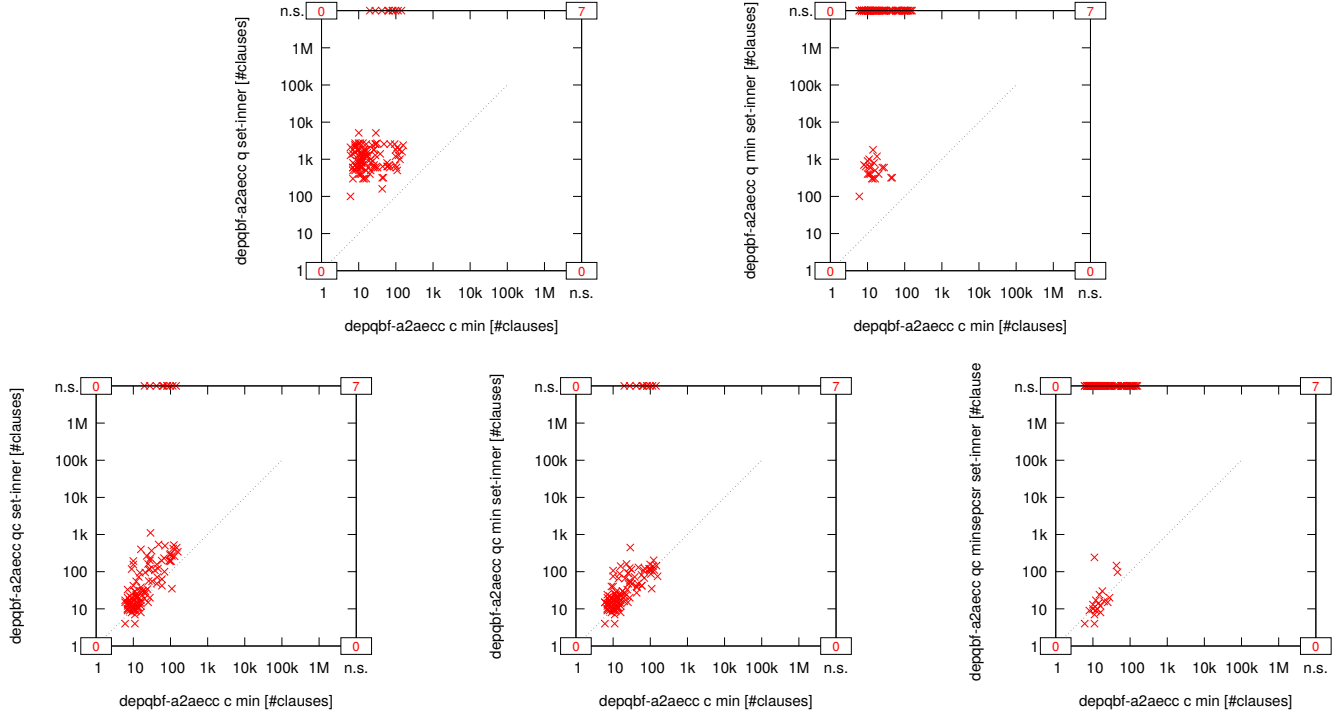 n.s.
0
7
1M
100k
10k
1k
100
10
1
0
0
1
10
100
1k
10k
100k
1M
n.s.
depqbf-a2aecc q set-inner [#clauses]
depqbf-a2aecc c min [#clauses]
n.s.
0
7
1M
100k
10k
1k
100
10
1
0
0
1
10
100
1k
10k
100k
1M
n.s.
depqbf-a2aecc q min set-inner [#clauses]
depqbf-a2aecc c min [#clauses]
n.s.
0
7
1M
100k
10k
1k
100
10
1
0
0
1
10
100
1k
10k
100k
1M
n.s.
depqbf-a2aecc qc set-inner [#clauses]
depqbf-a2aecc c min [#clauses]
n.s.
0
7
1M
100k
10k
1k
100
10
1
0
0
1
10
100
1k
10k
100k
1M
n.s.
depqbf-a2aecc qc min set-inner [#clauses]
depqbf-a2aecc c min [#clauses]
n.s.
0
7
1M
100k
10k
1k
100
10
1
0
0
1
10
100
1k
10k
100k
1M
n.s.
depqbf-a2aecc qc minsepcsr set-inner [#clause
depqbf-a2aecc c min [#clauses]